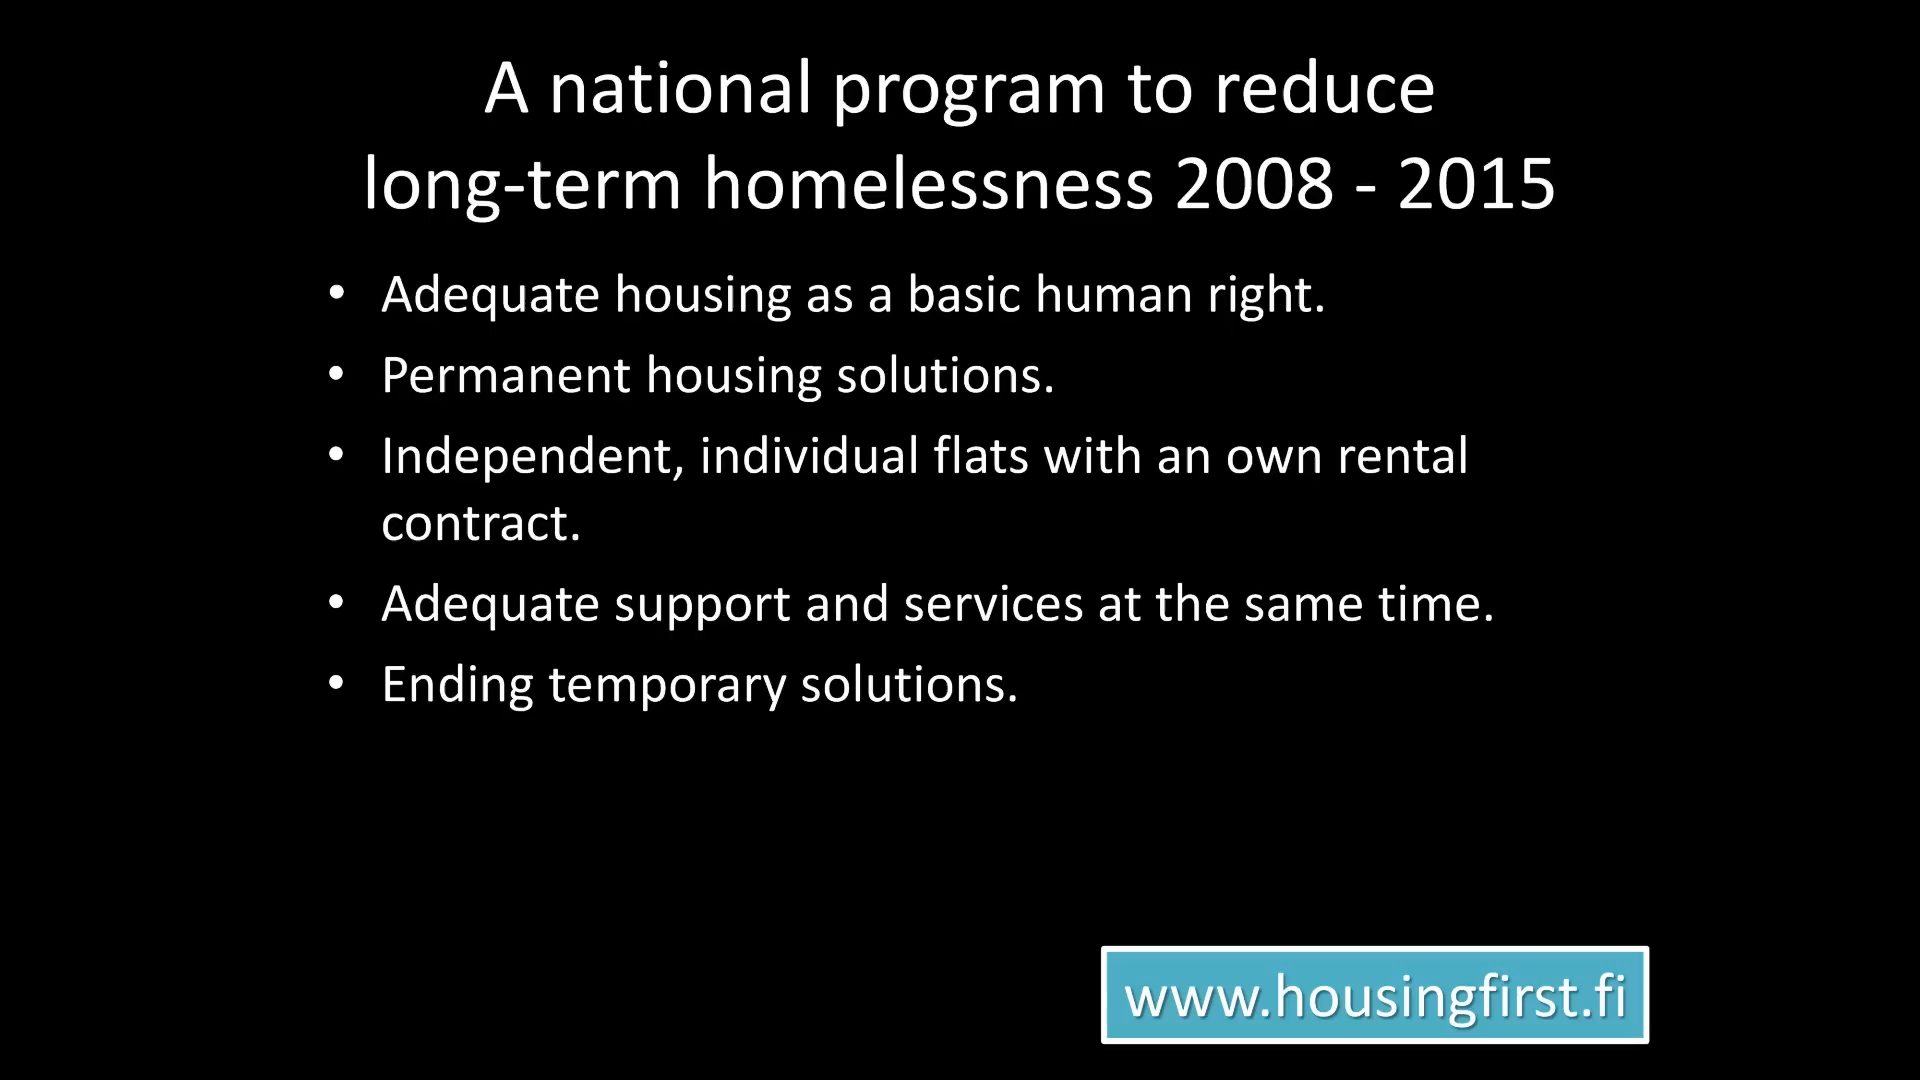 A national program to reduce
long-term homelessness 2008 - 2015
• Adequate housing as a basic human right.
• Permanent housing solutions.
• Independent, individual flats with an own rental
contract.
• Adequate support and services at the same time.
• Ending temporary solutions.
www.housingfirst.fi